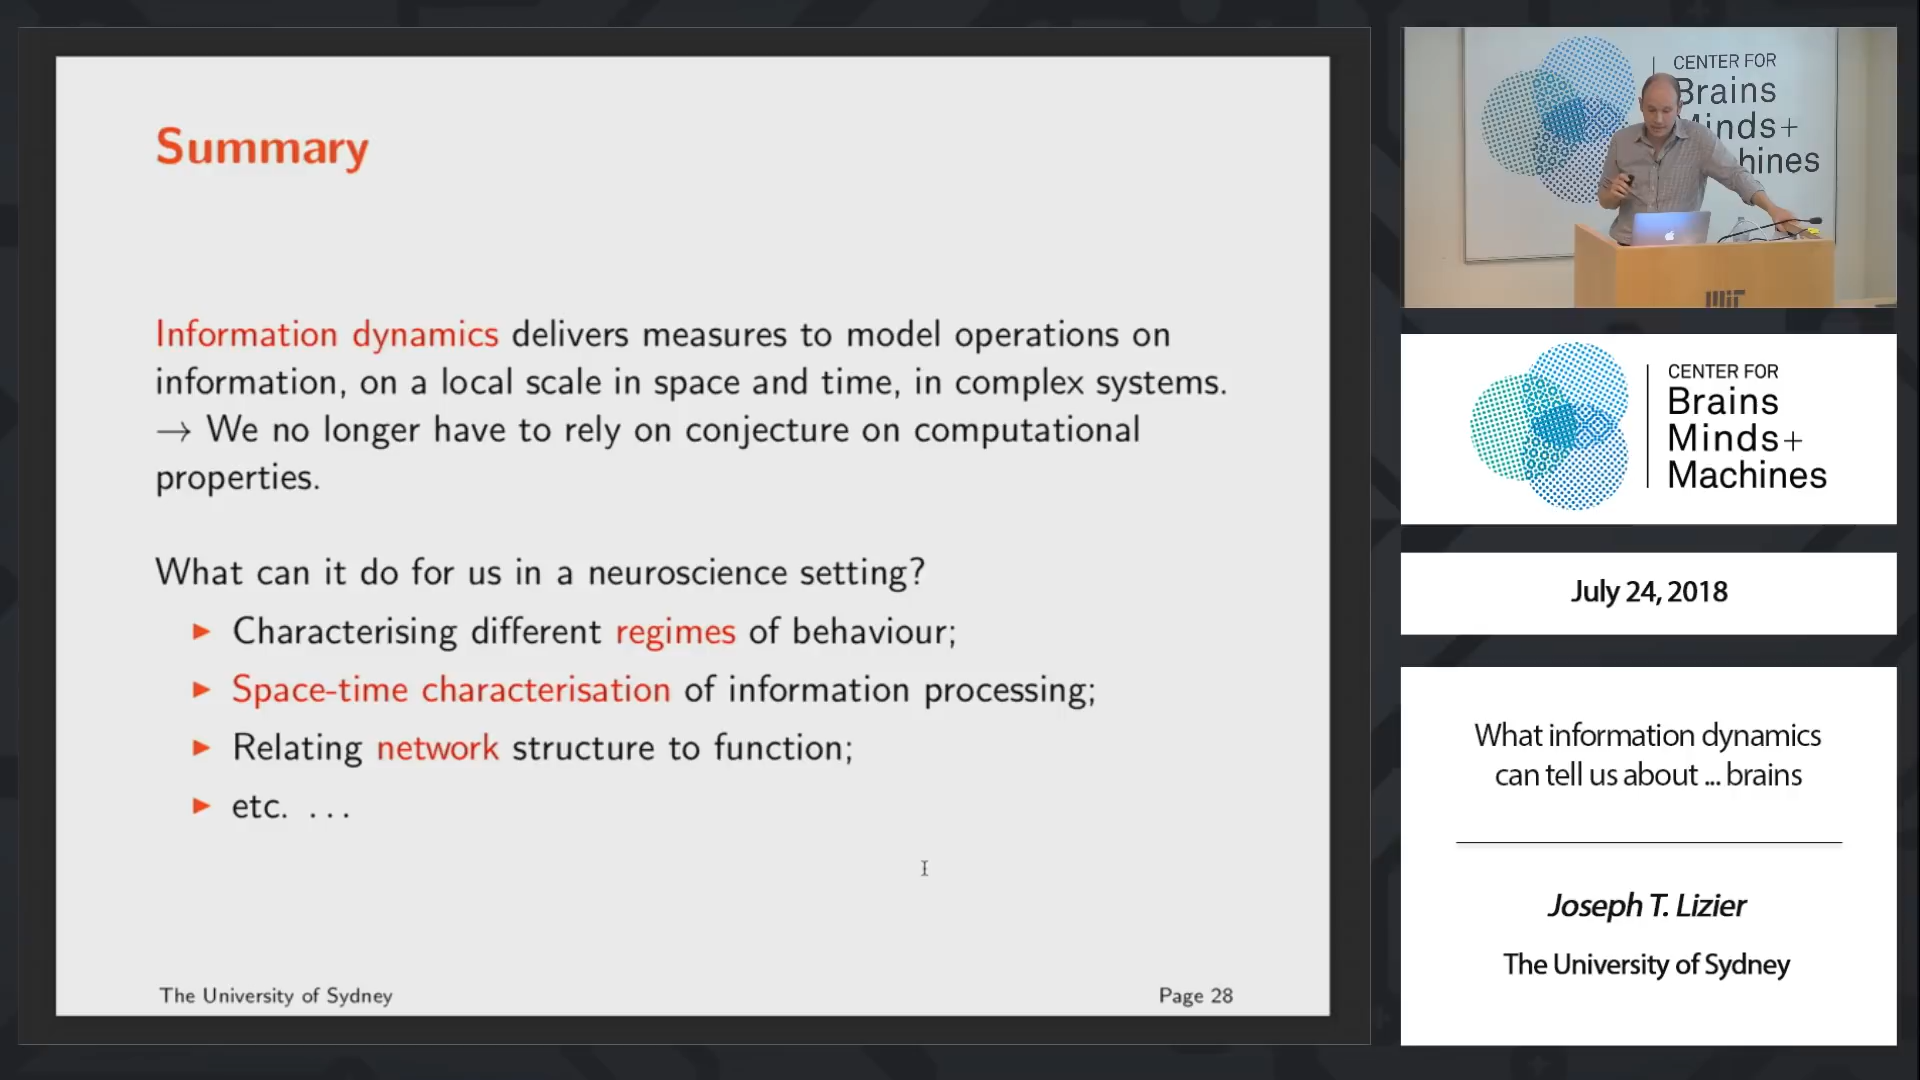 Summary
Information dynamics delivers measures to model operations on
information, on a local scale in space and time, in complex systems.
→ We no longer have to rely on conjecture on computational
properties.
What can it do for us in a neuroscience setting?
▶ Characterising different regimes of behaviour;
▶ Space-time characterisation of information processing;
▶ Relating network structure to function;
▶ etc. ...
The University of Sydney
Page 28
CENTER FOR
Brains
Minds+
hines
MIT
CENTER FOR
Brains
Minds+
Machines
July 24, 2018
What information dynamics
can tell us about ... brains
Joseph T. Lizier
The University of Sydney